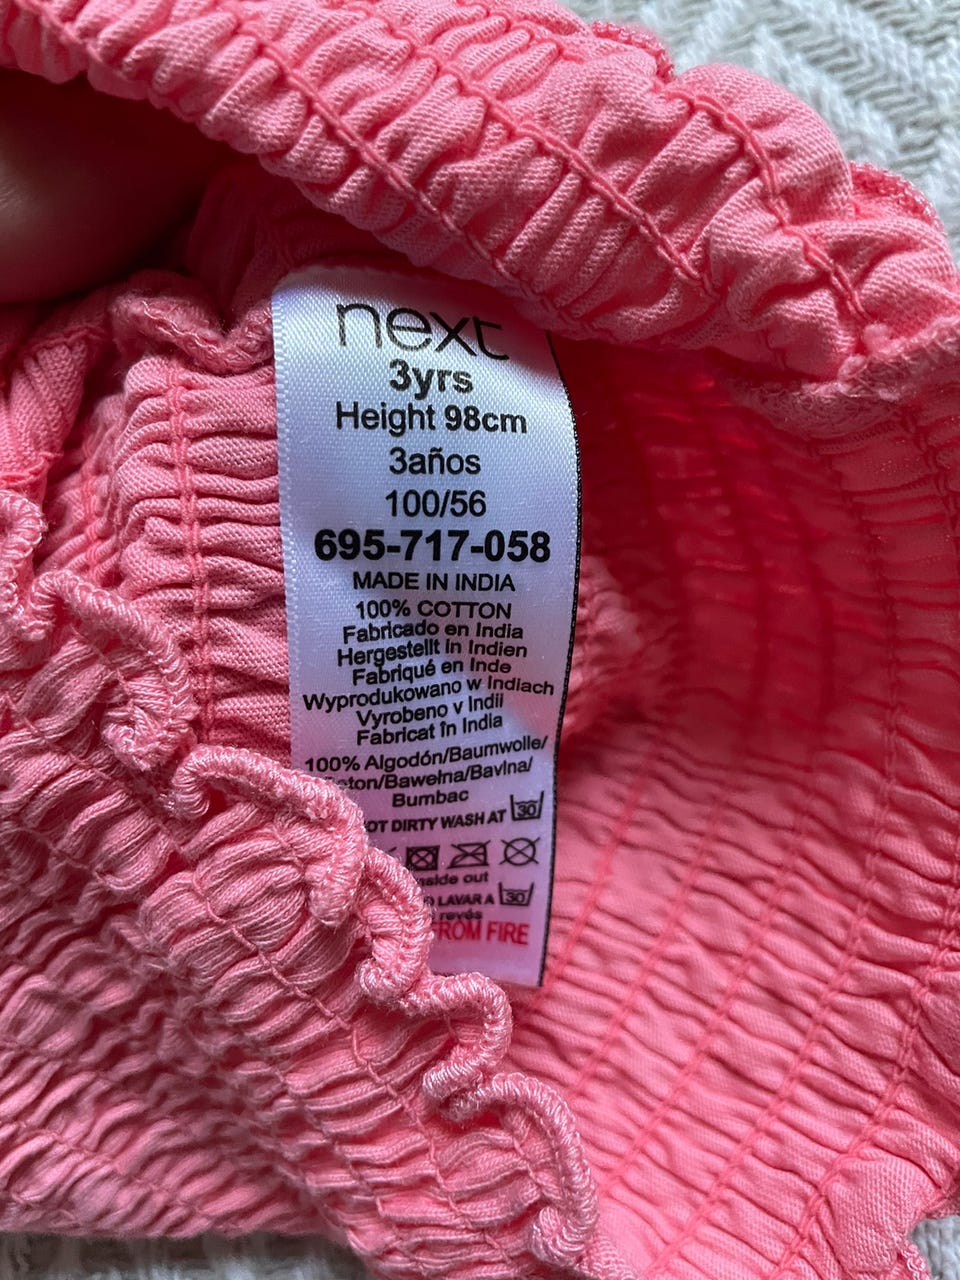 next
3yrs
Height 98cm
3años
100/56
695-717-058
MADE IN INDIA
100% COTTON
Fabricado en India
Hergestellt in Indien
Fabriqué en Inde
Wyprodukowano w Indiach
Vyrobeno v Indii
Fabricat în India
100% Algodón/Baumwolle/
/Bawełna/Bavlna/
Bumbac
DIRTY WASH AT 30
out
LAVAR A 30
revés
FROM FIRE